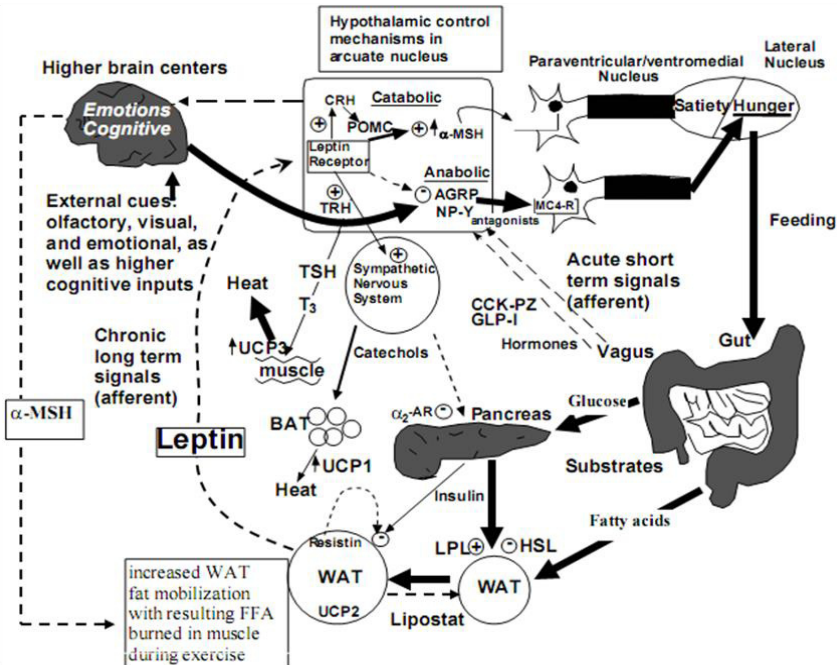 Hypothalamic control
mechanisms in
arcuate nucleus
Higher brain centers
Emotions
Cognitive
Paraventricular/ventromedial
Nucleus
Lateral
Nucleus
CRH
Catabolic
+
POMC
+
α-MSH
Leptin
Receptor
Satiety
Hunger
Anabolic
-
AGRP
NP-Y
antagonists
+
TRH
MC4-R
External cues:
olfactory, visual,
and emotional, as
well as higher
cognitive inputs
Feeding
+
Sympathetic
Nervous
System
TSH
T3
Heat
UCP3
muscle
Acute short
term signals
(afferent)
CCK-PZ
GLP-I
Hormones
Vagus
Gut
Chronic
long term
signals
(afferent)
Catechols
α-MSH
Leptin
BAT
UCP1
Heat
α2-AR
-
Pancreas
Glucose
Substrates
Insulin
Fatty acids
Resistin
-
WAT
UCP2
LPL
+
-
HSL
WAT
Lipostat
increased WAT
fat mobilization
with resulting FFA
burned in muscle
during exercise